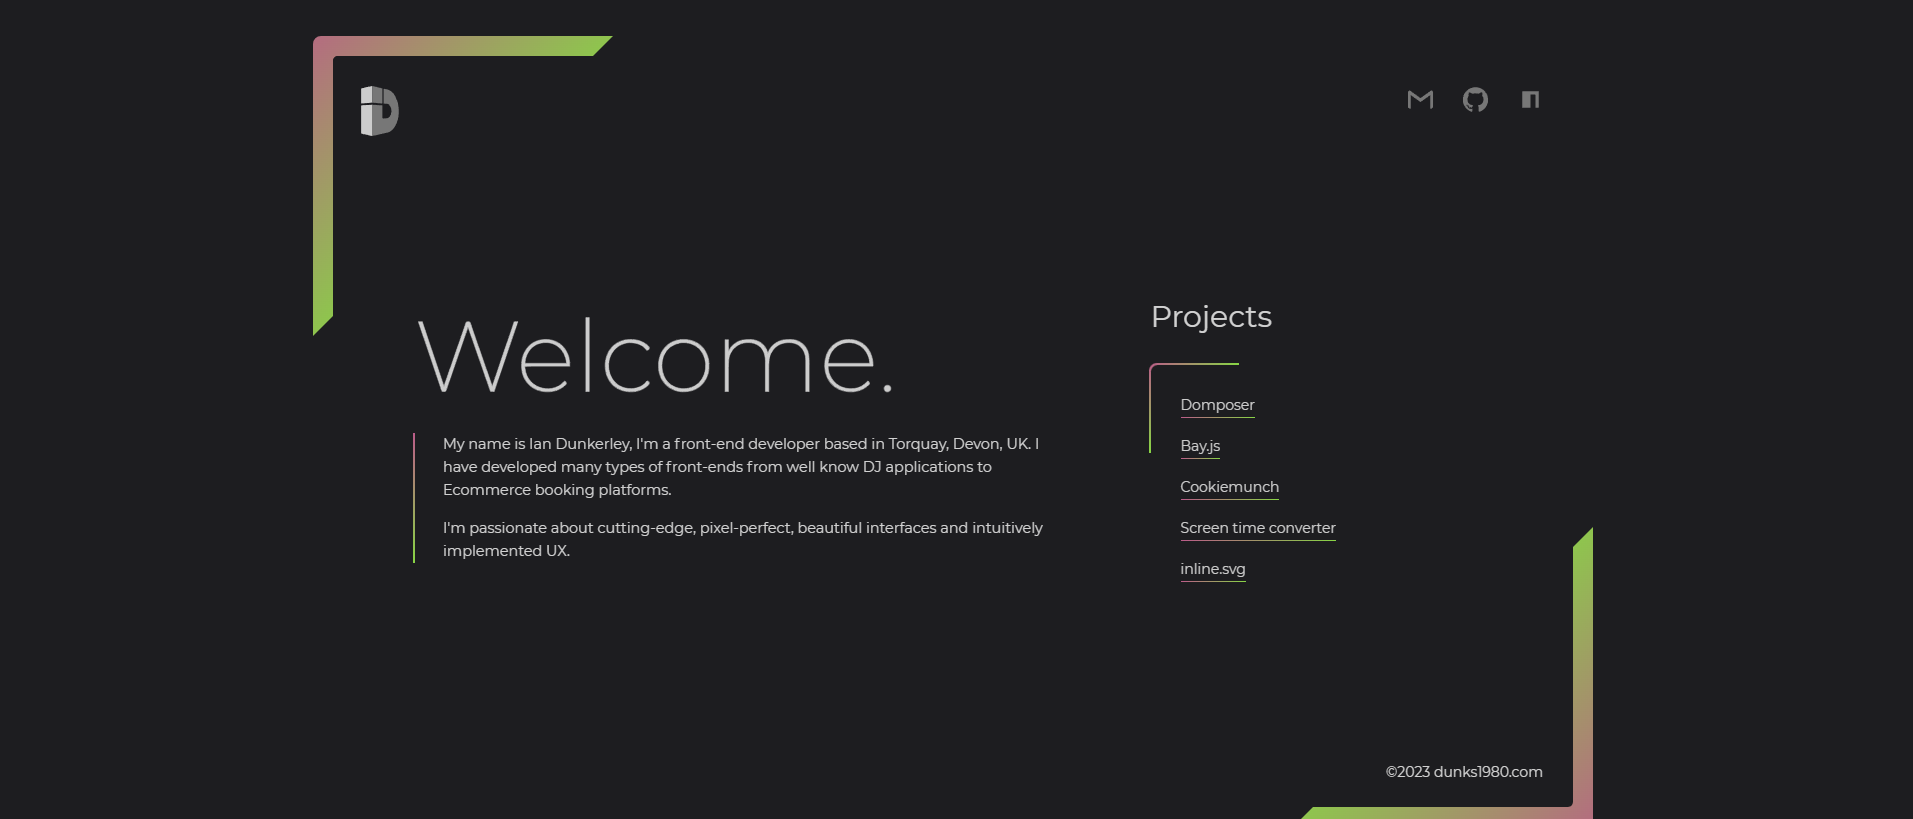 Welcome.
My name is Ian Dunkerley, I'm a front-end developer based in Torquay, Devon, UK. I
have developed many types of front-ends from well know DJ applications to
Ecommerce booking platforms.
I'm passionate about cutting-edge, pixel-perfect, beautiful interfaces and intuitively
implemented UX.
Projects
Domposer
Bay.js
Cookiemunch
Screen time converter
inline.svg
©2023 dunks1980.com